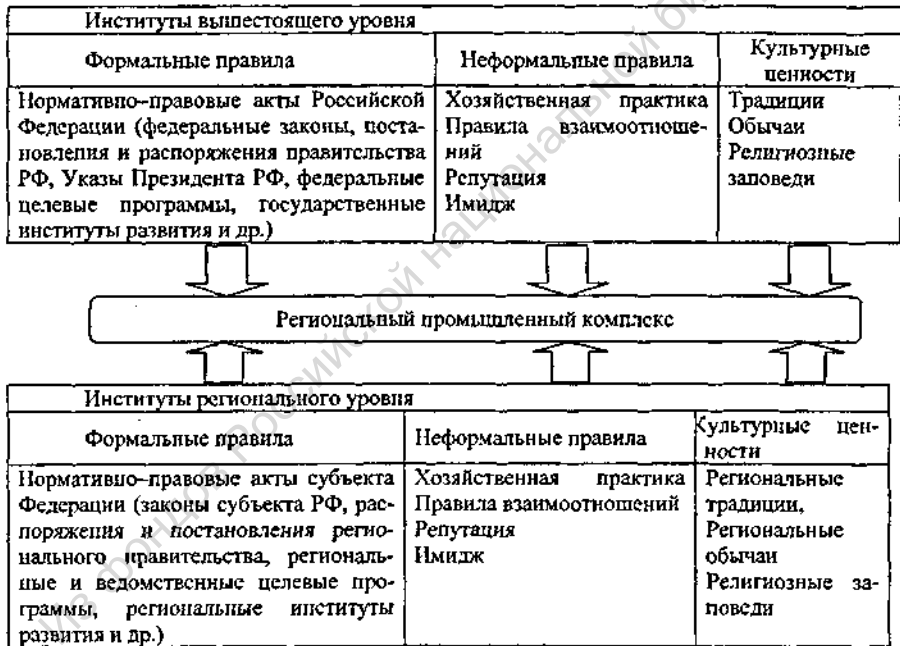 Институты вышестоящего уровня
Формальные правила
Неформальные правила
Культурные
ценности
Нормативно-правовые акты Российской
Федерации (федеральные законы, поста-
новления и распоряжения правительства
РФ, Указы Президента РФ, федеральные
целевые программы, государственные
институты развития и др.)
Хозяйственная практика
Правила взаимоотноше-
ний
Репутация
Имидж
Традиции
Обычаи
Религиозные
заповеди
Региональный промышленный комплекс
Институты регионального уровня
Формальные правила
Неформальные правила
Культурные цен-
ности
Нормативно-правовые акты субъекта
Федерации (законы субъекта РФ, рас-
поряжения и постановления регио-
нального правительства, региональ-
ные и ведомственные целевые про-
граммы, региональные институты
развития и др.)
Хозяйственная практика
Правила взаимоотношений
Репутация
Имидж
Региональные
традиции,
Региональные
обычаи
Религиозные за-
поведи
Из фондов Российской национальной